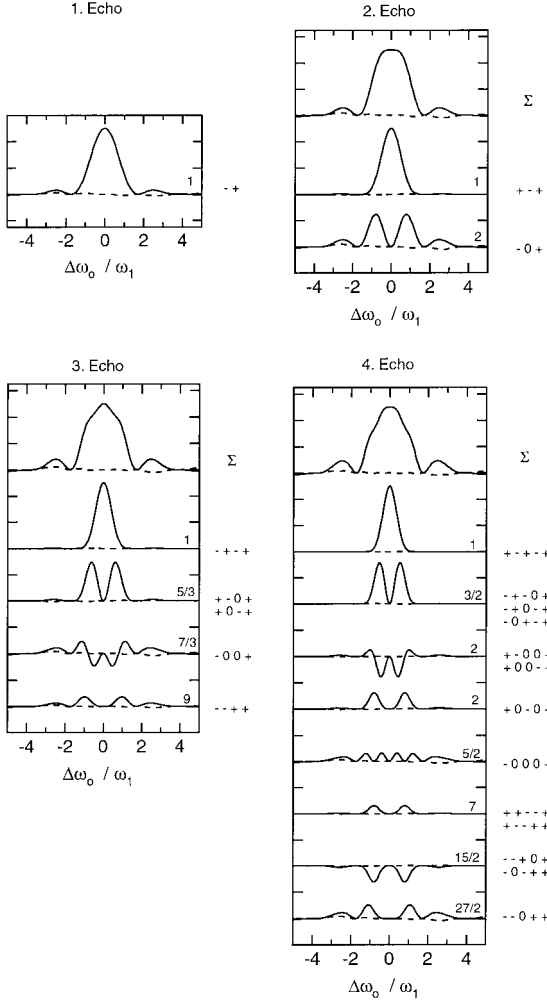 1. Echo
1
- +
-4 -2 0 2 4
Δω₀ / ω₁
2. Echo
Σ
1
+ - +
2
- 0 +
-4 -2 0 2 4
Δω₀ / ω₁
3. Echo
Σ
1
- + - +
5/3
+ - 0 +
+ 0 - +
7/3
- 0 0 +
9
- - + +
-4 -2 0 2 4
Δω₀ / ω₁
4. Echo
Σ
1
+ - + - +
3/2
- + - 0 +
- + 0 - +
- 0 + - +
2
+ - 0 0 -
+ 0 0 - -
2
+ 0 - 0 -
5/2
- 0 0 0 +
7
+ + - - +
+ - - + +
15/2
- - + 0 +
- 0 - + +
27/2
- - 0 + +
-4 -2 0 2 4
Δω₀ / ω₁